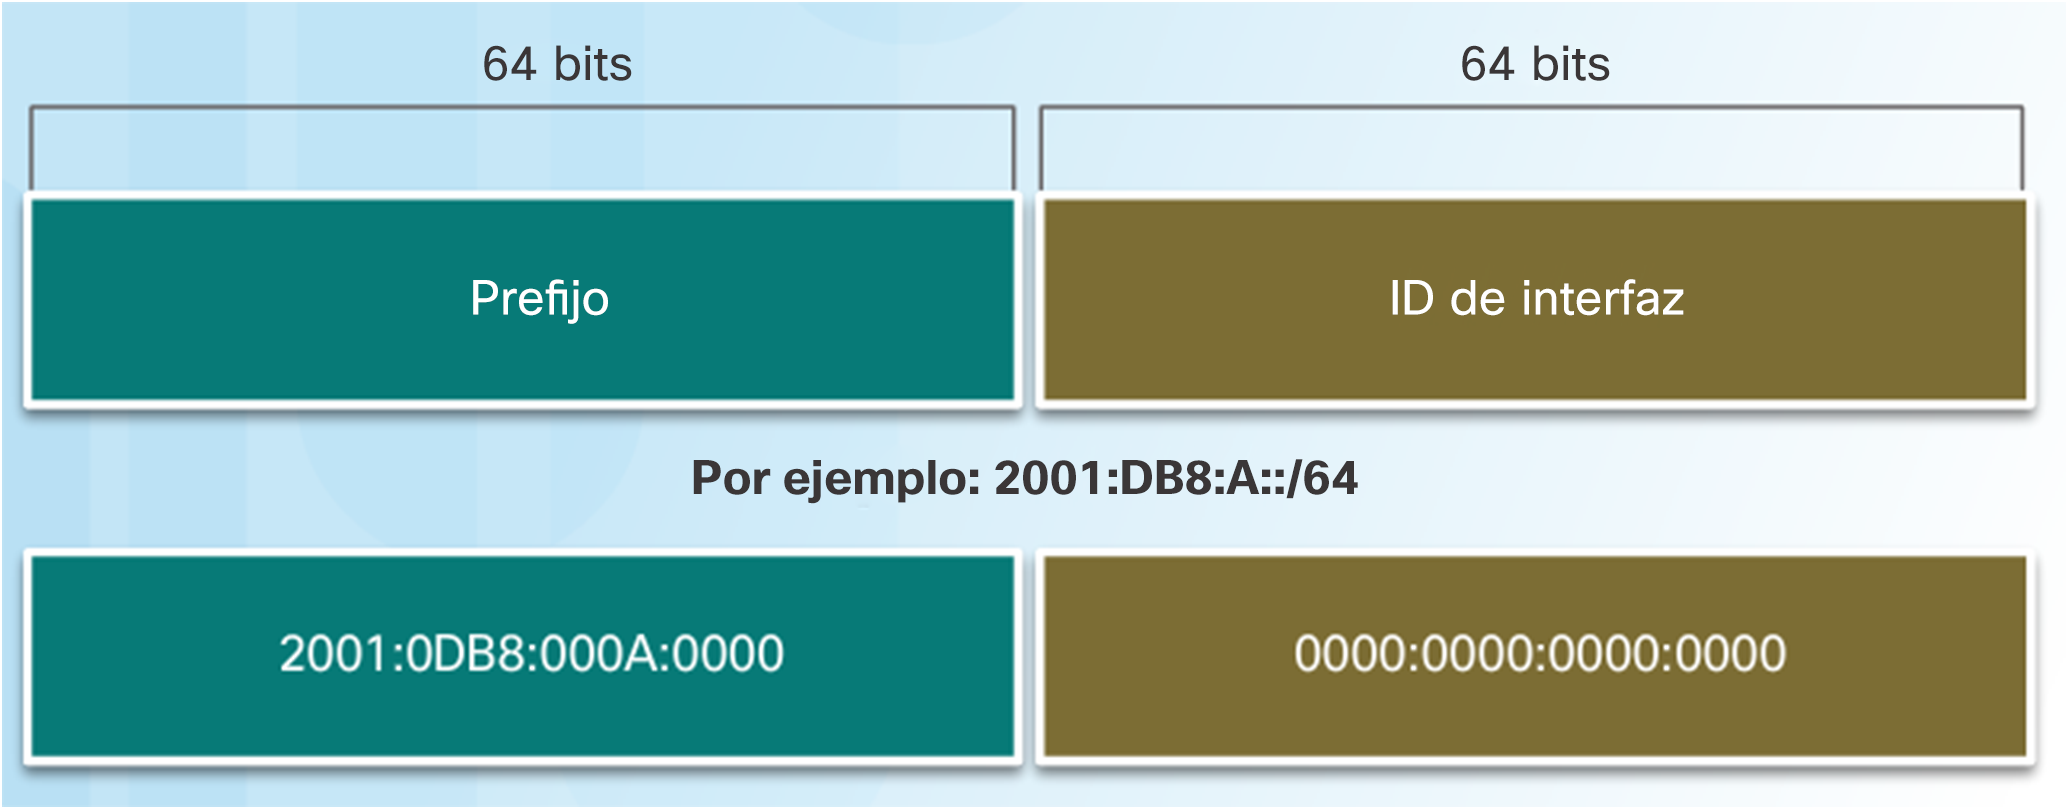 64 bits 64 bits
Prefijo ID de interfaz
Por ejemplo: 2001:DB8:A::/64
2001:0DB8:000A:0000 0000:0000:0000:0000